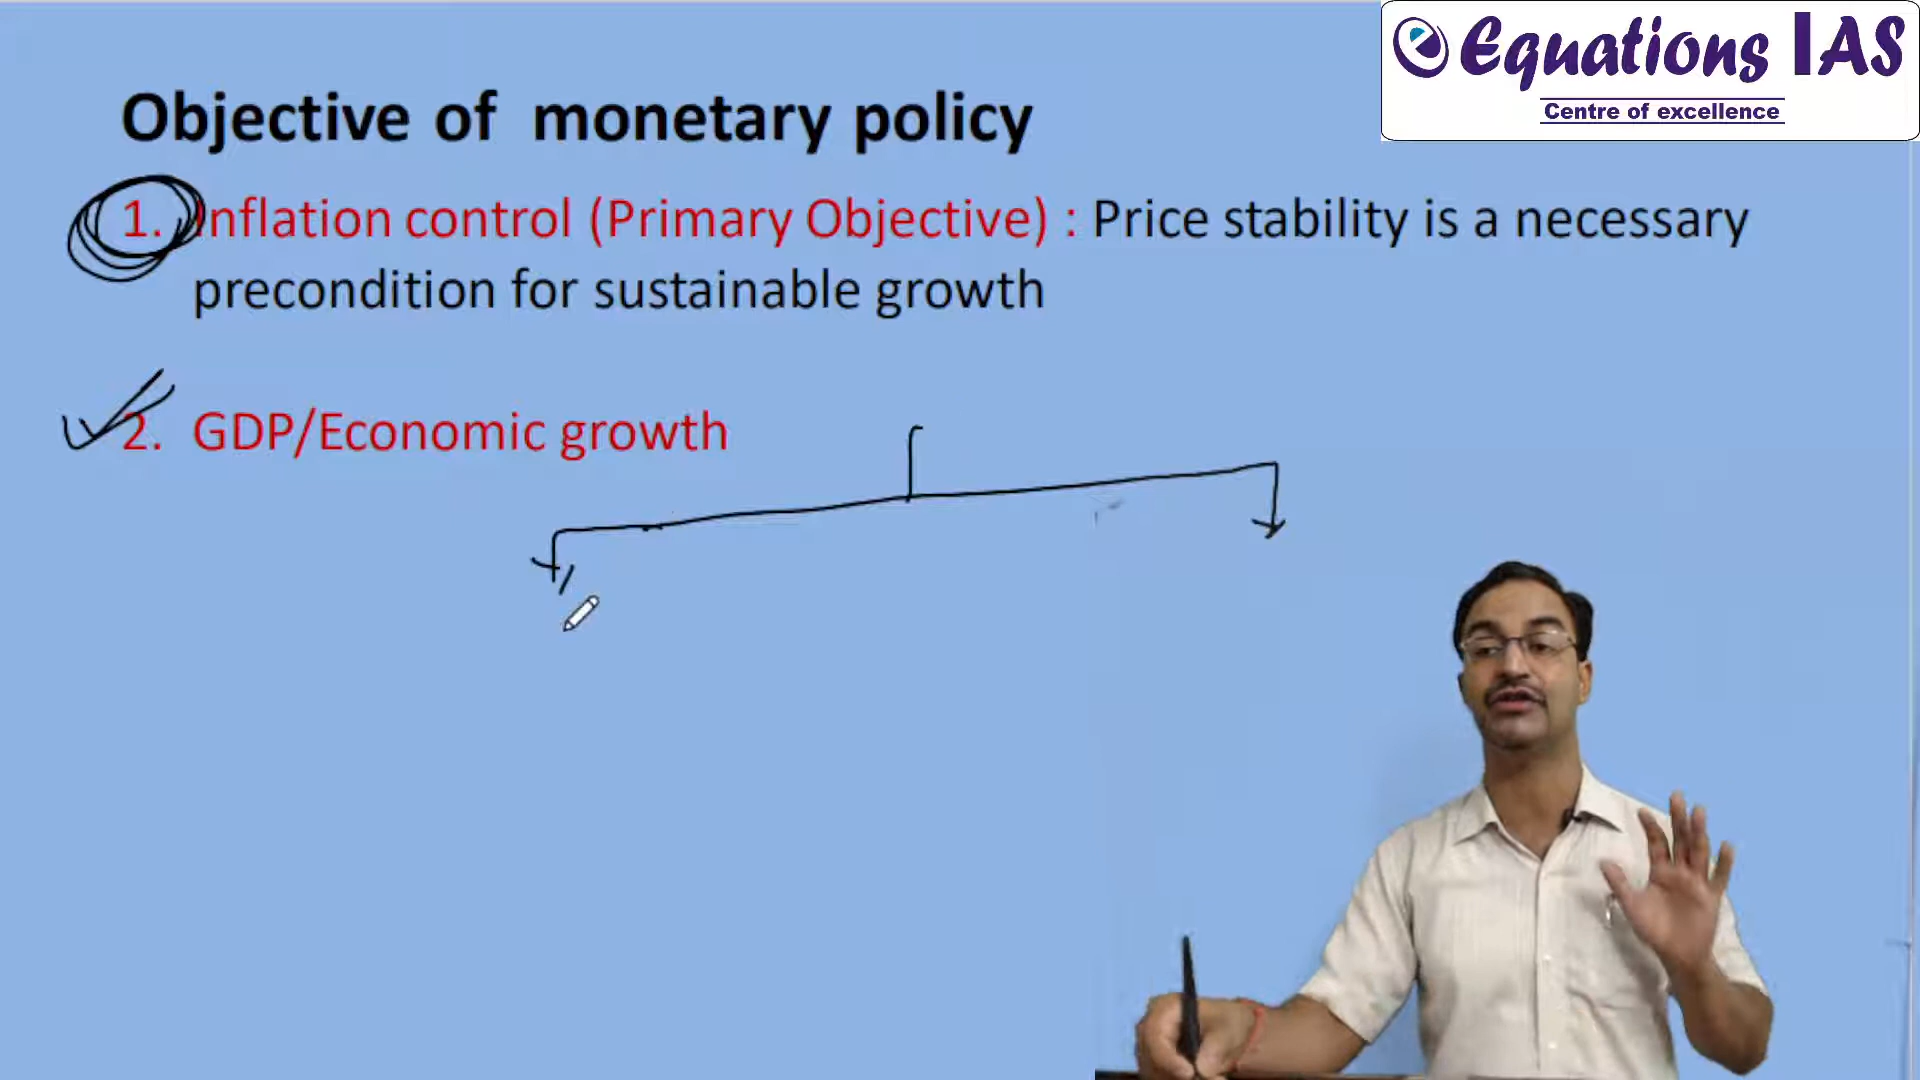 Equations IAS
Centre of excellence
Objective of monetary policy
1. Inflation control (Primary Objective) : Price stability is a necessary
precondition for sustainable growth
2. GDP/Economic growth